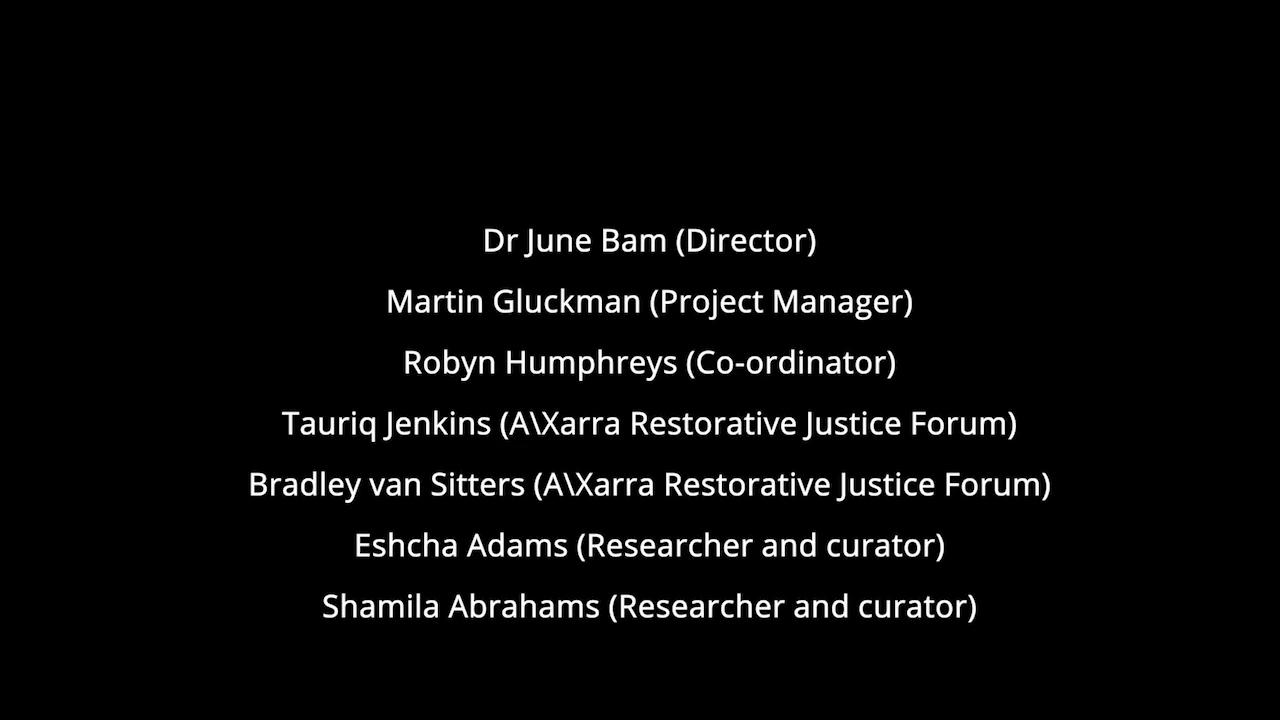 Dr June Bam (Director)
Martin Gluckman (Project Manager)
Robyn Humphreys (Co-ordinator)
Tauriq Jenkins (A\Xarra Restorative Justice Forum)
Bradley van Sitters (A\Xarra Restorative Justice Forum)
Eshcha Adams (Researcher and curator)
Shamila Abrahams (Researcher and curator)